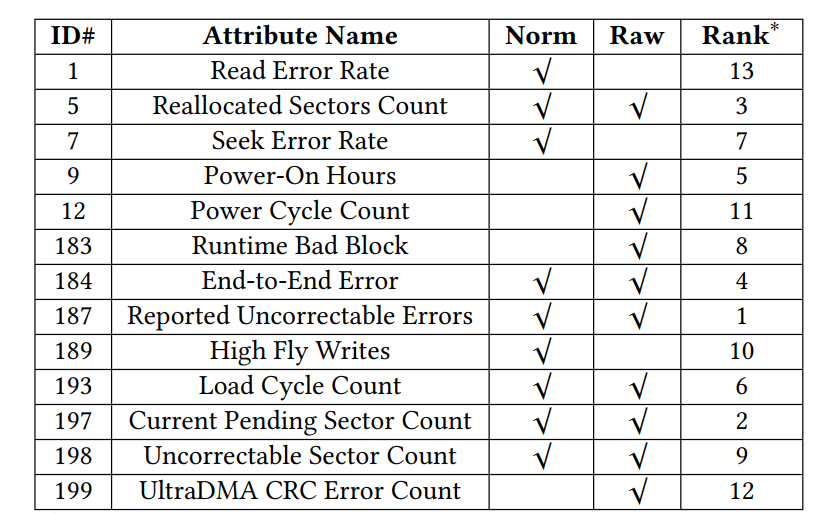 ID# Attribute Name Norm Raw Rank*
1 Read Error Rate √ 13
5 Reallocated Sectors Count √ √ 3
7 Seek Error Rate √ 7
9 Power-On Hours √ 5
12 Power Cycle Count √ 11
183 Runtime Bad Block √ 8
184 End-to-End Error √ √ 4
187 Reported Uncorrectable Errors √ √ 1
189 High Fly Writes √ 10
193 Load Cycle Count √ √ 6
197 Current Pending Sector Count √ √ 2
198 Uncorrectable Sector Count √ √ 9
199 UltraDMA CRC Error Count √ 12